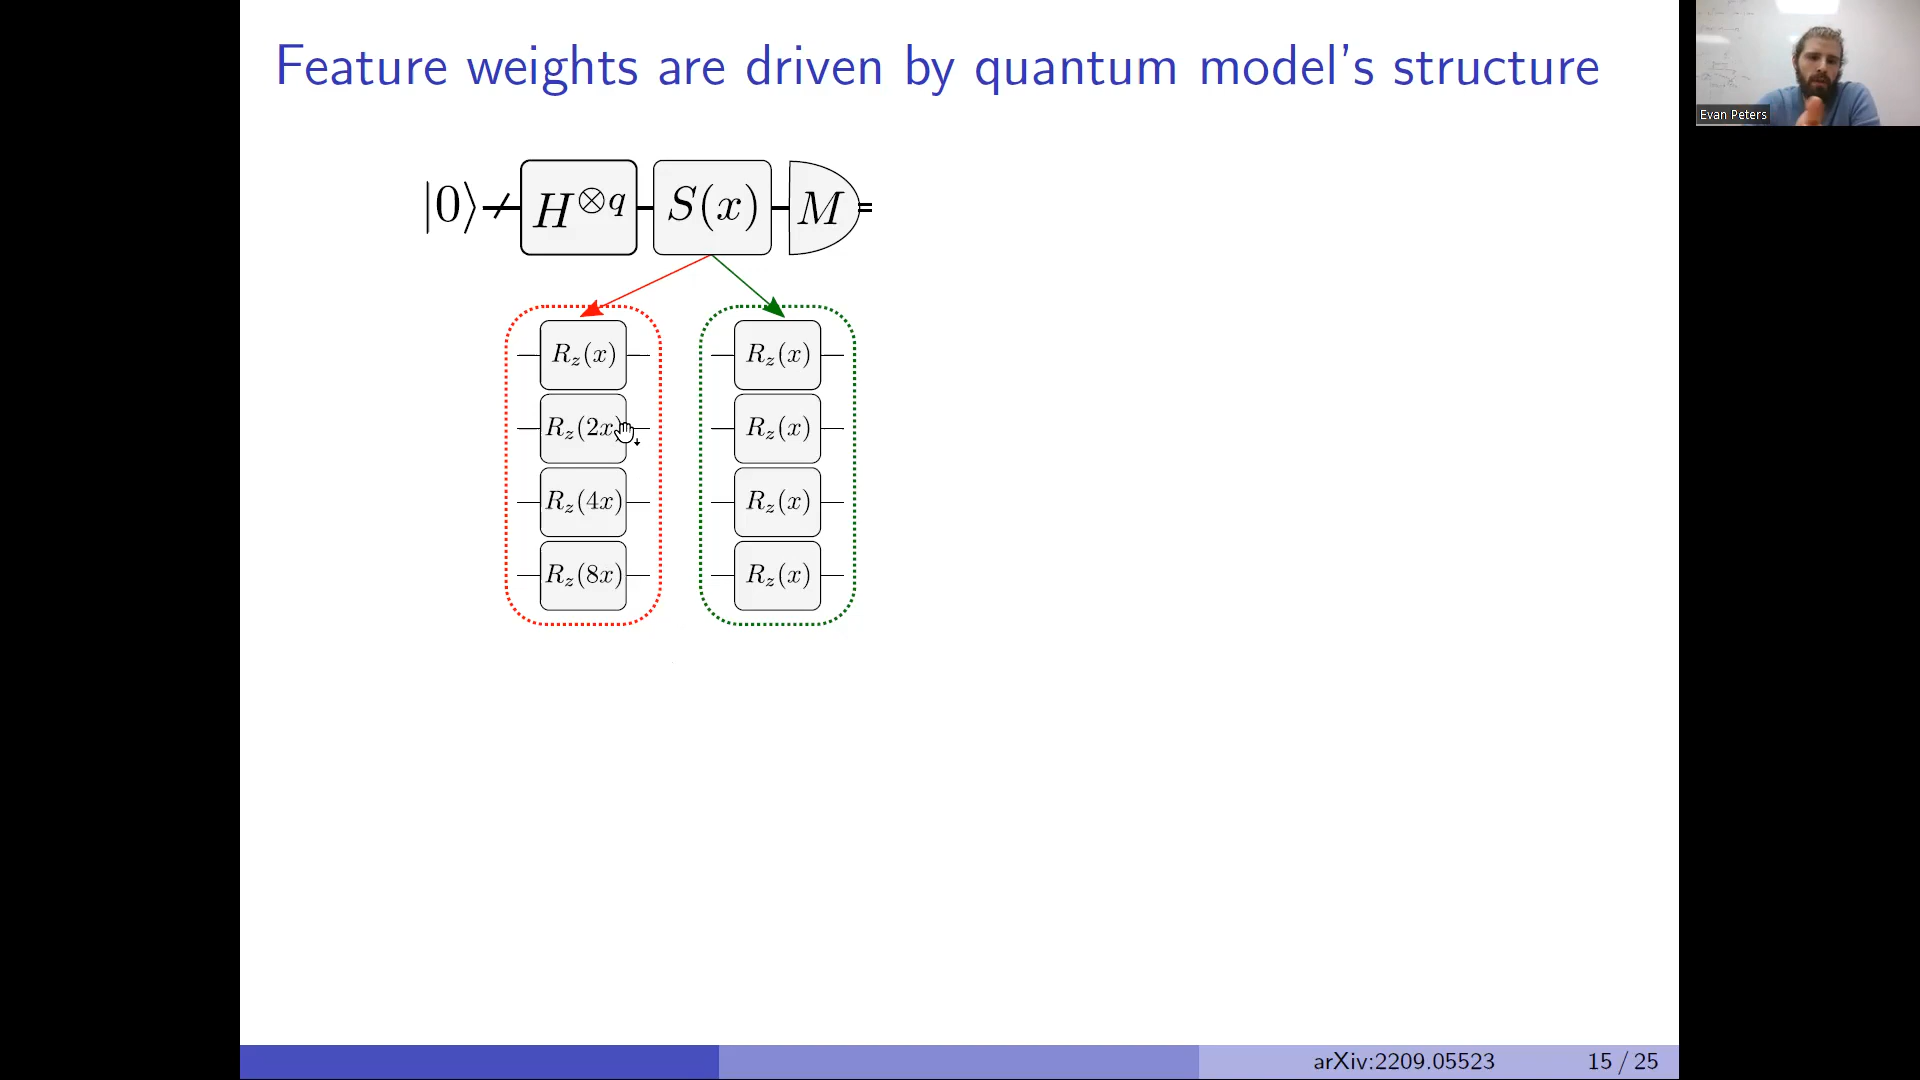 Feature weights are driven by quantum model's structure
Evan Peters
|0⟩ H^{⊗q} S(x) M
R_z(x) R_z(x)
R_z(2x) R_z(x)
R_z(4x) R_z(x)
R_z(8x) R_z(x)
arXiv:2209.05523 15 / 25